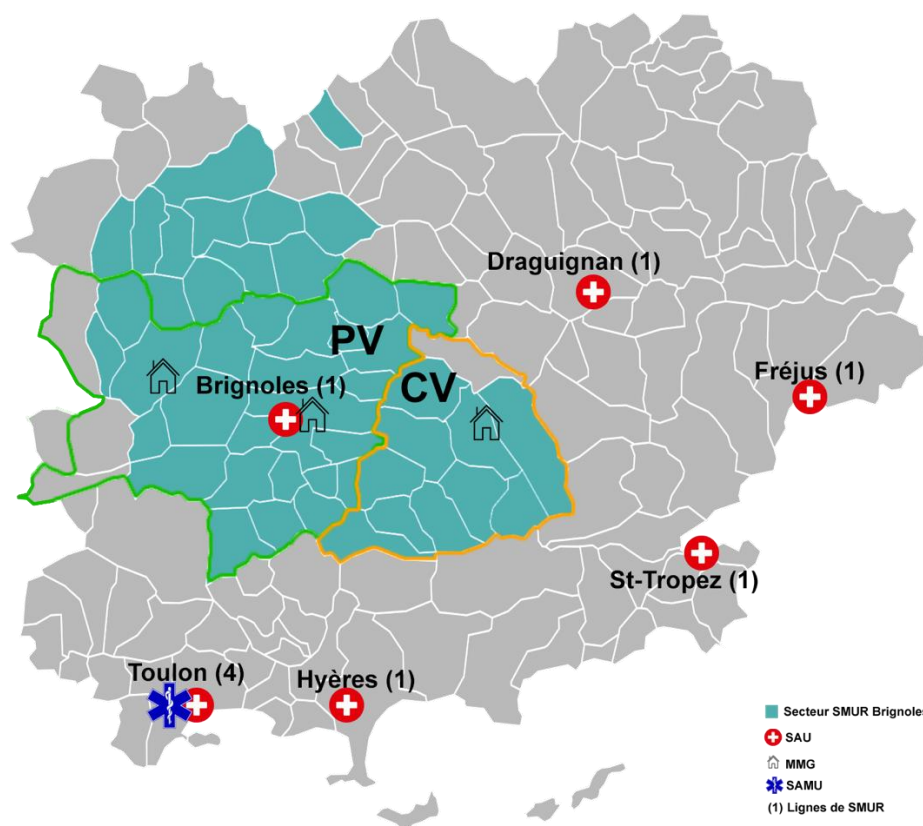 Draguignan (1)
PV
CV
Brignoles (1)
Fréjus (1)
St-Tropez (1)
Toulon (4)
Hyères (1)
Secteur SMUR Brignoles
SAU
MMG
SAMU
(1) Lignes de SMUR